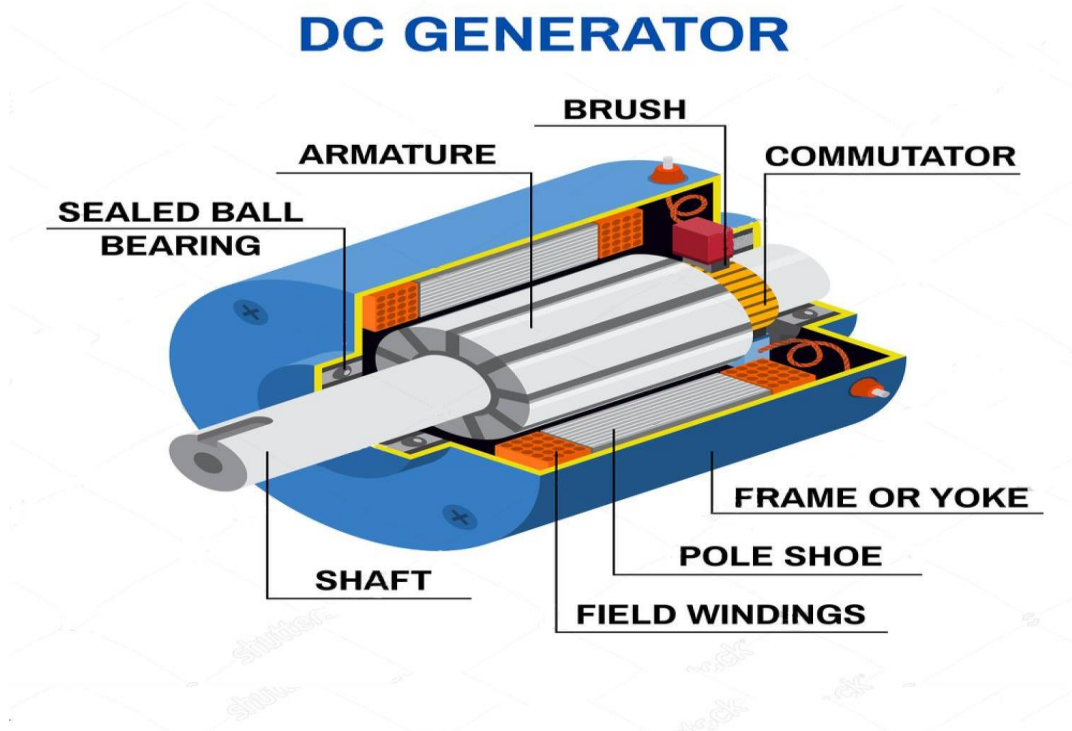 DC GENERATOR
BRUSH
ARMATURE
COMMUTATOR
SEALED BALL
BEARING
FRAME OR YOKE
POLE SHOE
SHAFT
FIELD WINDINGS